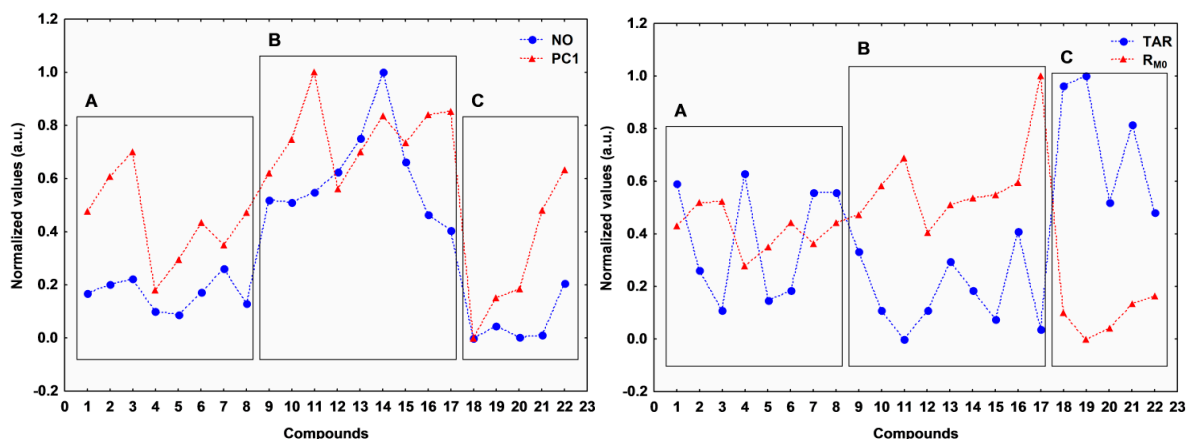 1.2
1.0
0.8
0.6
0.4
0.2
0.0
-0.2
Normalized values (a.u.)
A
B
C
NO
PC1
0 1 2 3 4 5 6 7 8 9 10 11 12 13 14 15 16 17 18 19 20 21 22 23
Compounds
1.2
1.0
0.8
0.6
0.4
0.2
0.0
-0.2
Normalized values (a.u.)
A
B
C
TAR
RM0
0 1 2 3 4 5 6 7 8 9 10 11 12 13 14 15 16 17 18 19 20 21 22 23
Compounds